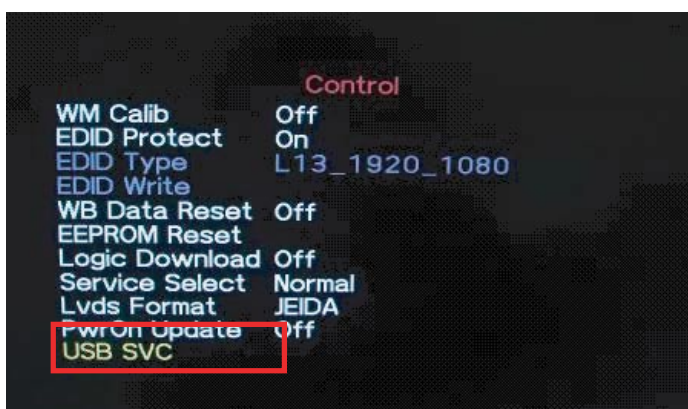 Control
WM Calib Off
EDID Protect On
EDID Type L13_1920_1080
EDID Write
WB Data Reset Off
EEPROM Reset
Logic Download Off
Service Select Normal
Lvds Format JEIDA
PwrOn Update Off
USB SVC